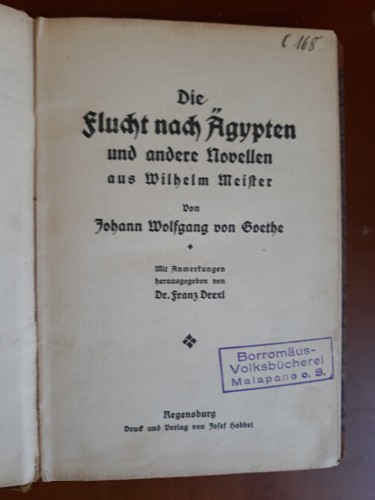 C 168.
Die
Flucht nach Ägypten
und andere Novellen
aus Wilhelm Meister
Von
Johann Wolfgang von Goethe
Mit Anmerkungen
herausgegeben von
Dr. Franz Drexl
Borromäus-
Volksbücherei
Malapane o. S.
Regensburg
Druck und Verlag von Josef Habbel